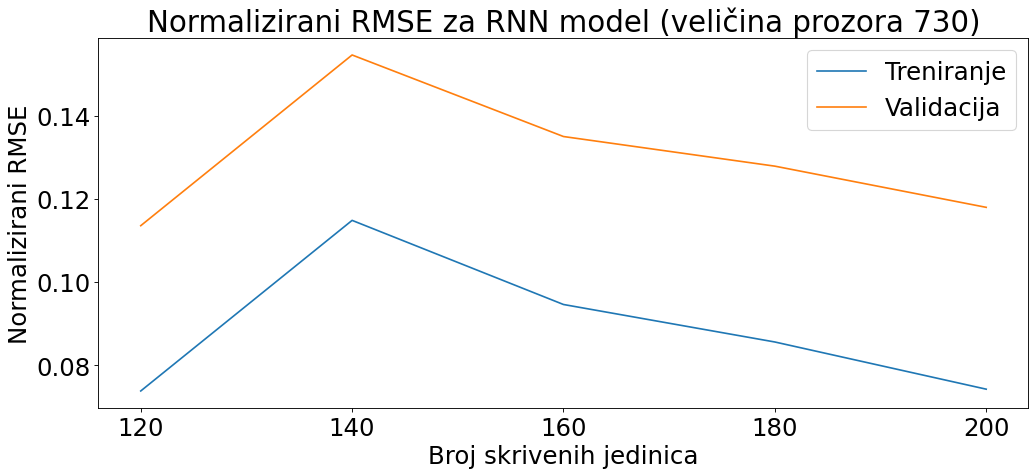 Normalizirani RMSE za RNN model (veličina prozora 730)
Treniranje
Validacija
Normalizirani RMSE
0.14
0.12
0.10
0.08
120 140 160 180 200
Broj skrivenih jedinica